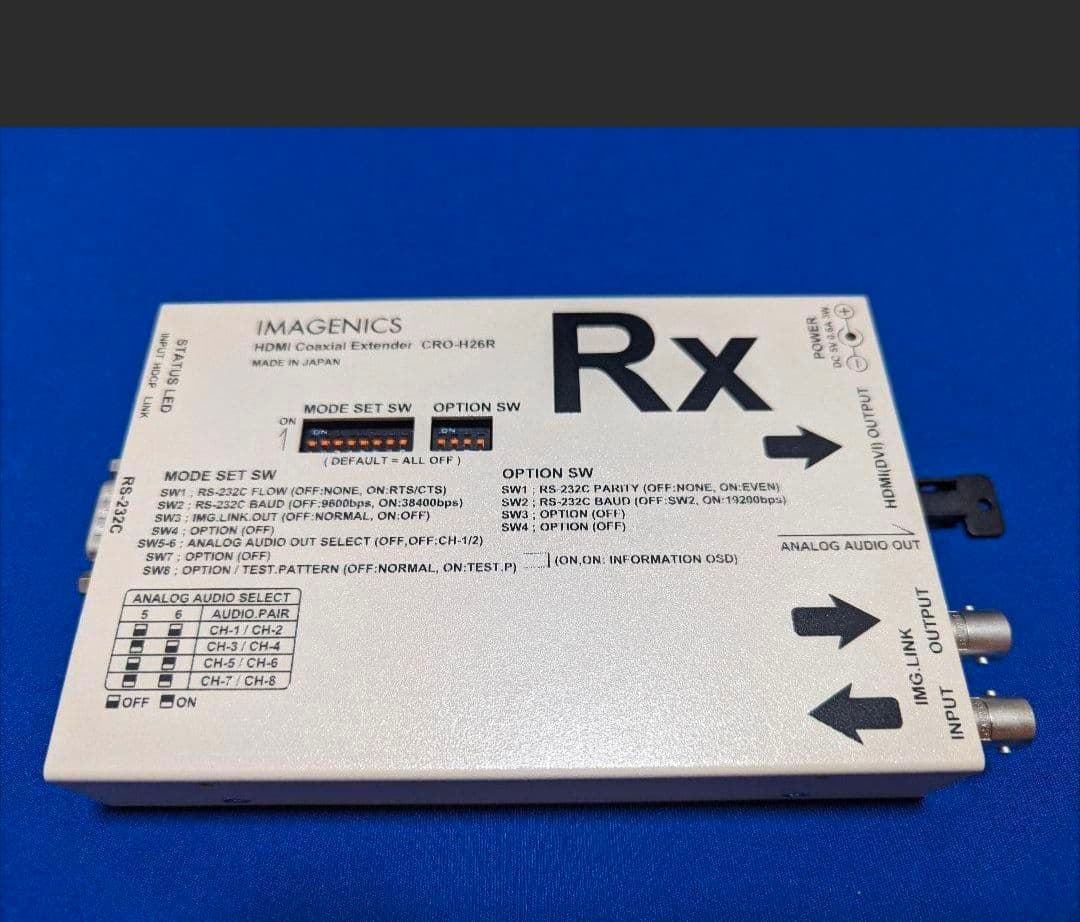 IMAGENICS
HDMI Coaxial Extender CRO-H26R
MADE IN JAPAN
Rx
POWER
DC 5V 0.6A 3W
STATUS LED
INPUT HDCP LINK
MODE SET SW
OPTION SW
ON
ON
ON
( DEFAULT = ALL OFF )
HDMI(DVI) OUTPUT
RS-232C
MODE SET SW
SW1 ; RS-232C FLOW (OFF:NONE, ON:RTS/CTS)
SW2 ; RS-232C BAUD (OFF:9600bps, ON:38400bps)
SW3 ; IMG.LINK.OUT (OFF:NORMAL, ON:OFF)
SW4 ; OPTION (OFF)
SW5-6 ; ANALOG AUDIO OUT SELECT (OFF,OFF:CH-1/2)
SW7 ; OPTION (OFF)
SW8 ; OPTION / TEST.PATTERN (OFF:NORMAL, ON:TEST.P)
(ON,ON: INFORMATION OSD)
OPTION SW
SW1 ; RS-232C PARITY (OFF:NONE, ON:EVEN)
SW2 ; RS-232C BAUD (OFF:SW2, ON:19200bps)
SW3 ; OPTION (OFF)
SW4 ; OPTION (OFF)
ANALOG AUDIO OUT
ANALOG AUDIO SELECT
5 6 AUDIO.PAIR
CH-1 / CH-2
CH-3 / CH-4
CH-5 / CH-6
CH-7 / CH-8
OFF ON
IMG.LINK
OUTPUT
INPUT